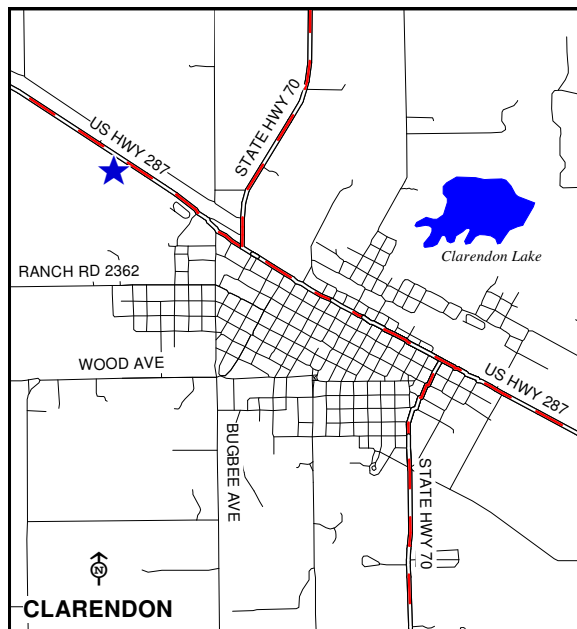 STATE HWY 70
US HWY 287
Clarendon Lake
RANCH RD 2362
WOOD AVE
US HWY 287
BUGBEE AVE
STATE HWY 70
N
CLARENDON